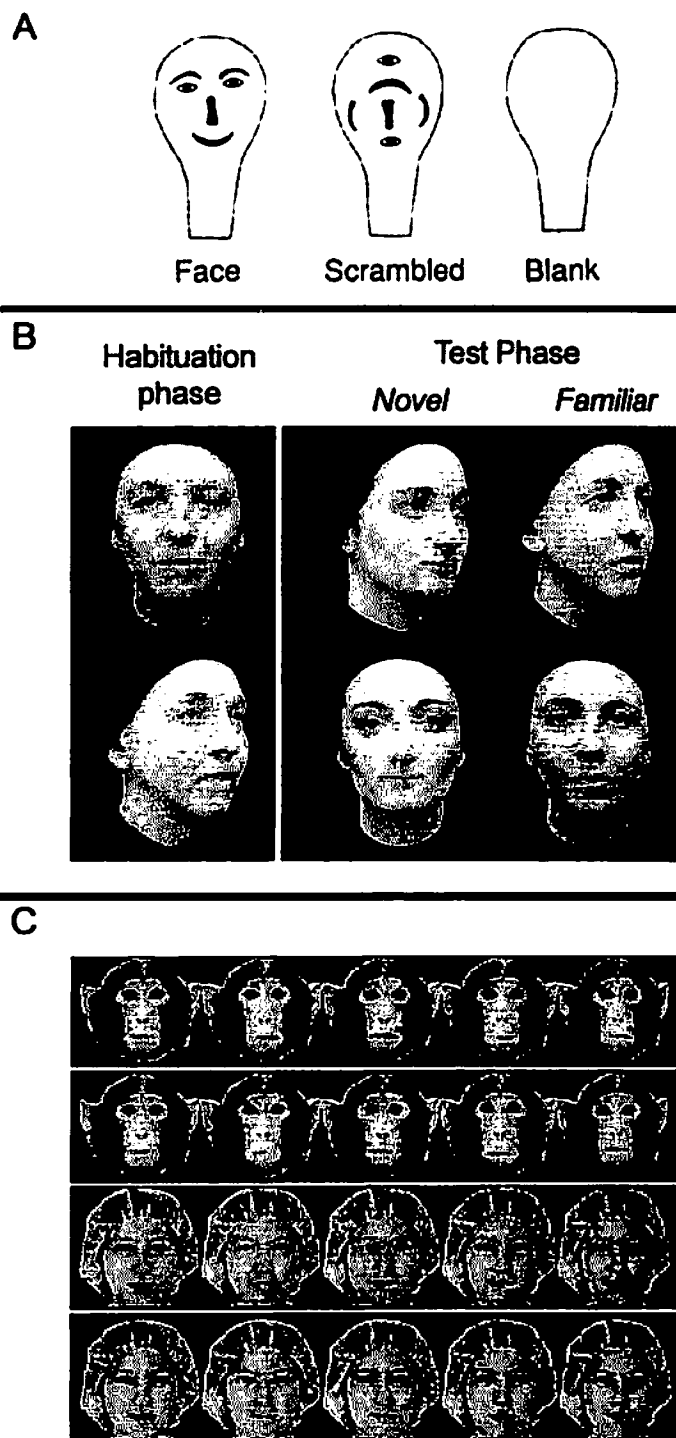 A
Face Scrambled Blank
B
Habituation phase
Test Phase
Novel Familiar
C